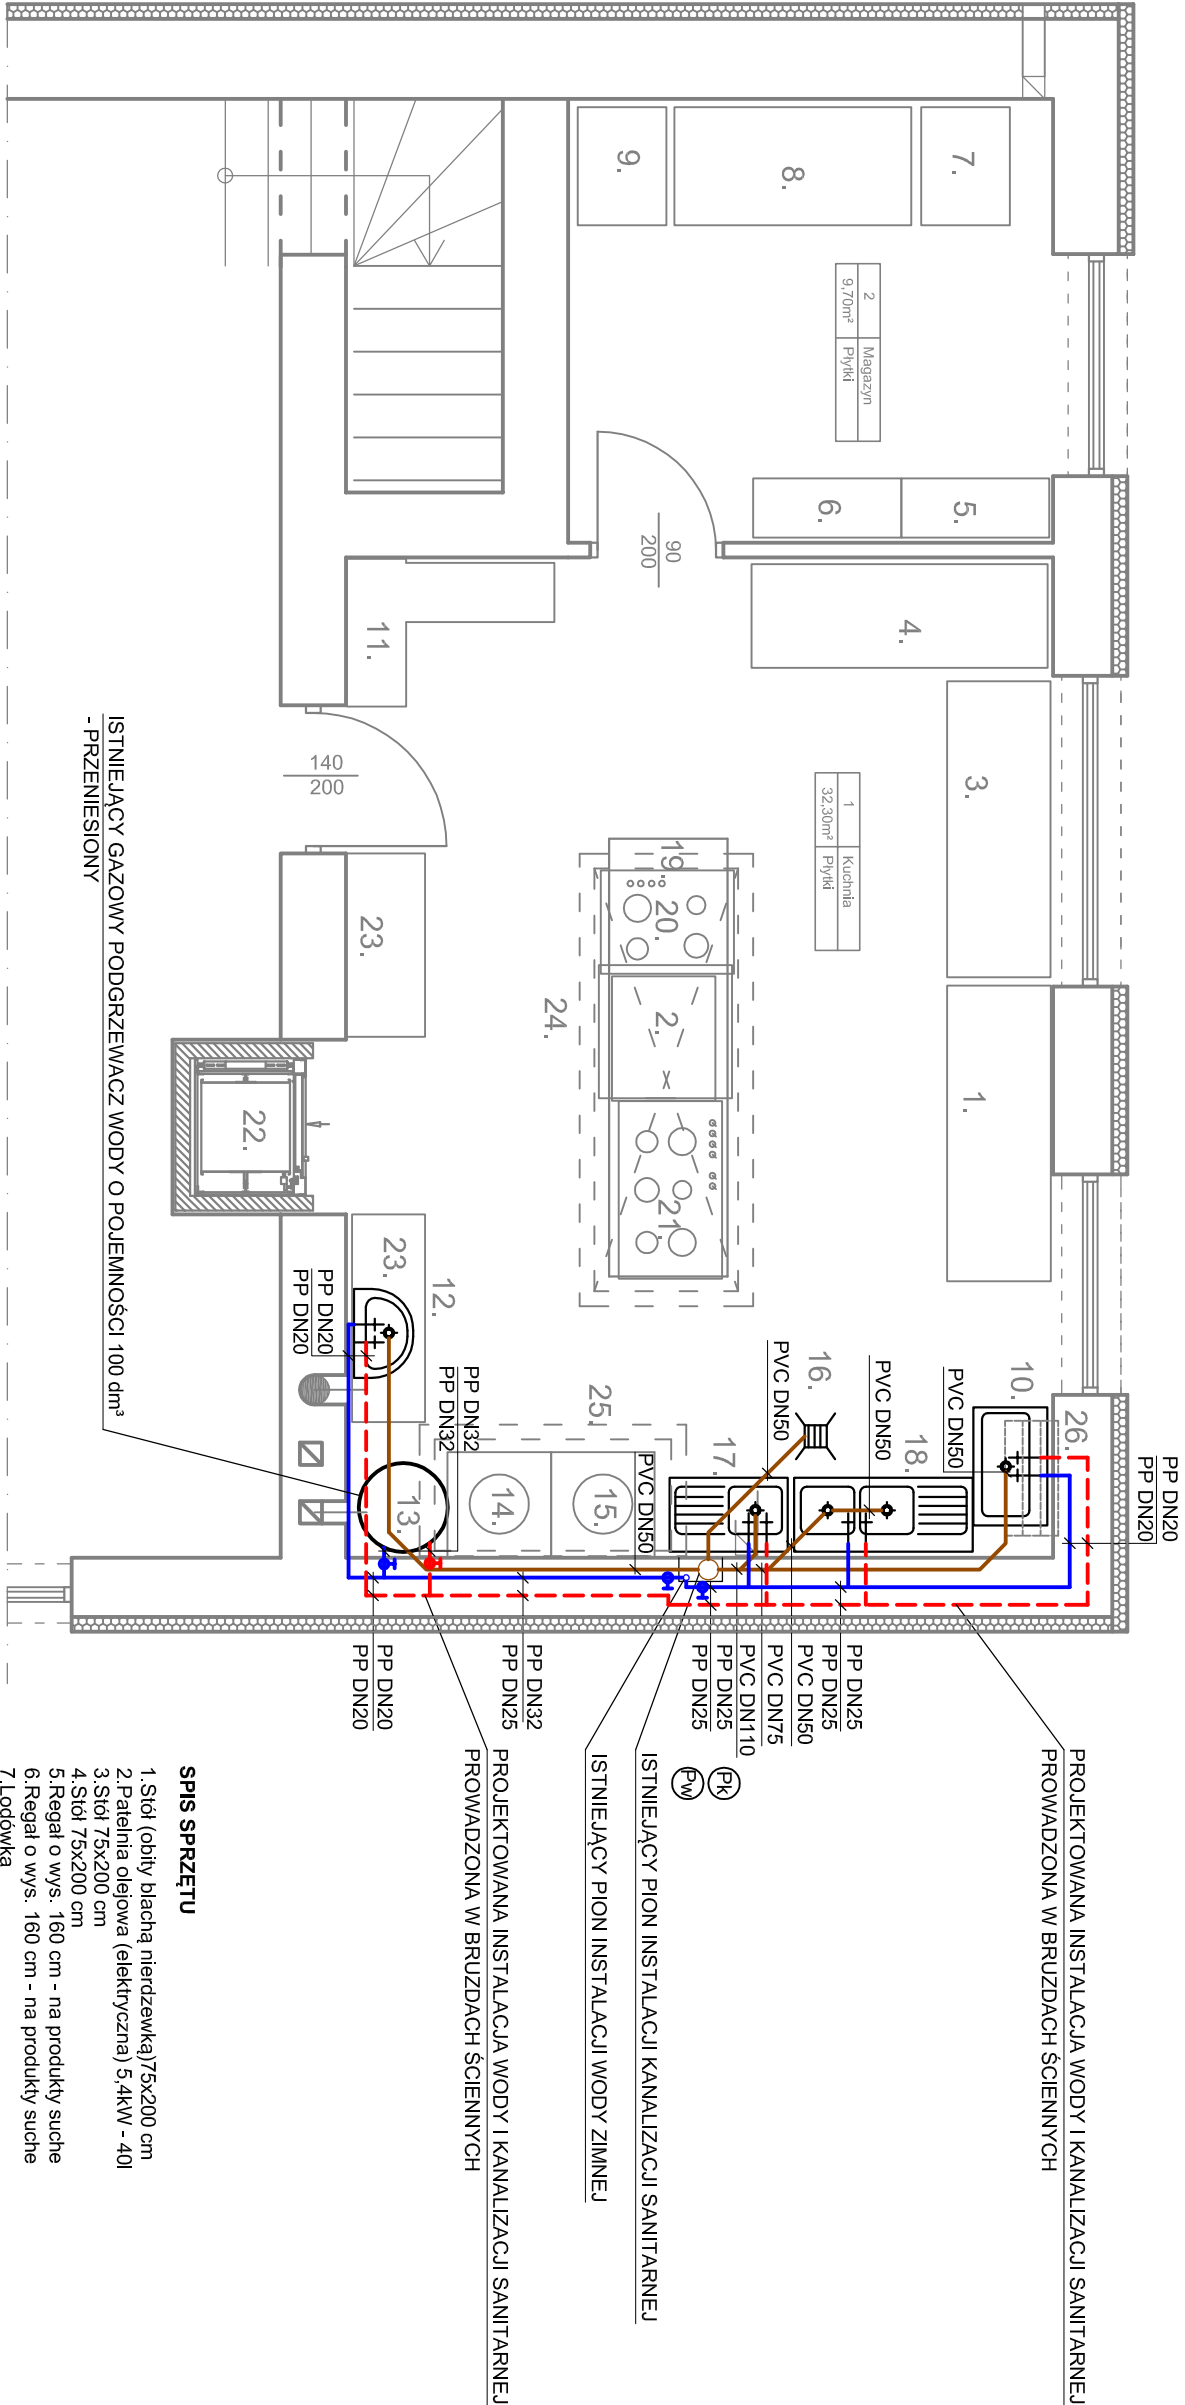 PP DN20
PP DN20
26.
10.
PVC DN50
18.
PVC DN50
16.
PVC DN50
17.
PVC DN50
25.
15.
14.
13.
PP DN32
PP DN32
12.
23.
PP DN20
PP DN20
7.
8.
9.
2
Magazyn
9,70m²
Płytki
5.
6.
90
200
4.
11.
3.
1
Kuchnia
32,30m²
Płytki
140
200
19.
20.
2.
21.
24.
1.
23.
22.
ISTNIEJĄCY GAZOWY PODGRZEWACZ WODY O POJEMNOŚCI 100 dm³
- PRZENIESIONY
PP DN25
PP DN25
PVC DN50
PVC DN75
PVC DN110
PP DN25
PP DN25
PP DN32
PP DN25
PP DN20
PP DN20
PROJEKTOWANA INSTALACJA WODY I KANALIZACJI SANITARNEJ
PROWADZONA W BRUZDACH ŚCIENNYCH
Pk
Pw
ISTNIEJĄCY PION INSTALACJI KANALIZACJI SANITARNEJ
ISTNIEJĄCY PION INSTALACJI WODY ZIMNEJ
PROJEKTOWANA INSTALACJA WODY I KANALIZACJI SANITARNEJ
PROWADZONA W BRUZDACH ŚCIENNYCH
SPIS SPRZĘTU
1.Stół (obity blachą nierdzewką)75x200 cm
2.Patelnia olejowa (elektryczna) 5,4kW - 40l
3.Stół 75x200 cm
4.Stół 75x200 cm
5.Regał o wys. 160 cm - na produkty suche
6.Regał o wys. 160 cm - na produkty suche
7.Lodówka